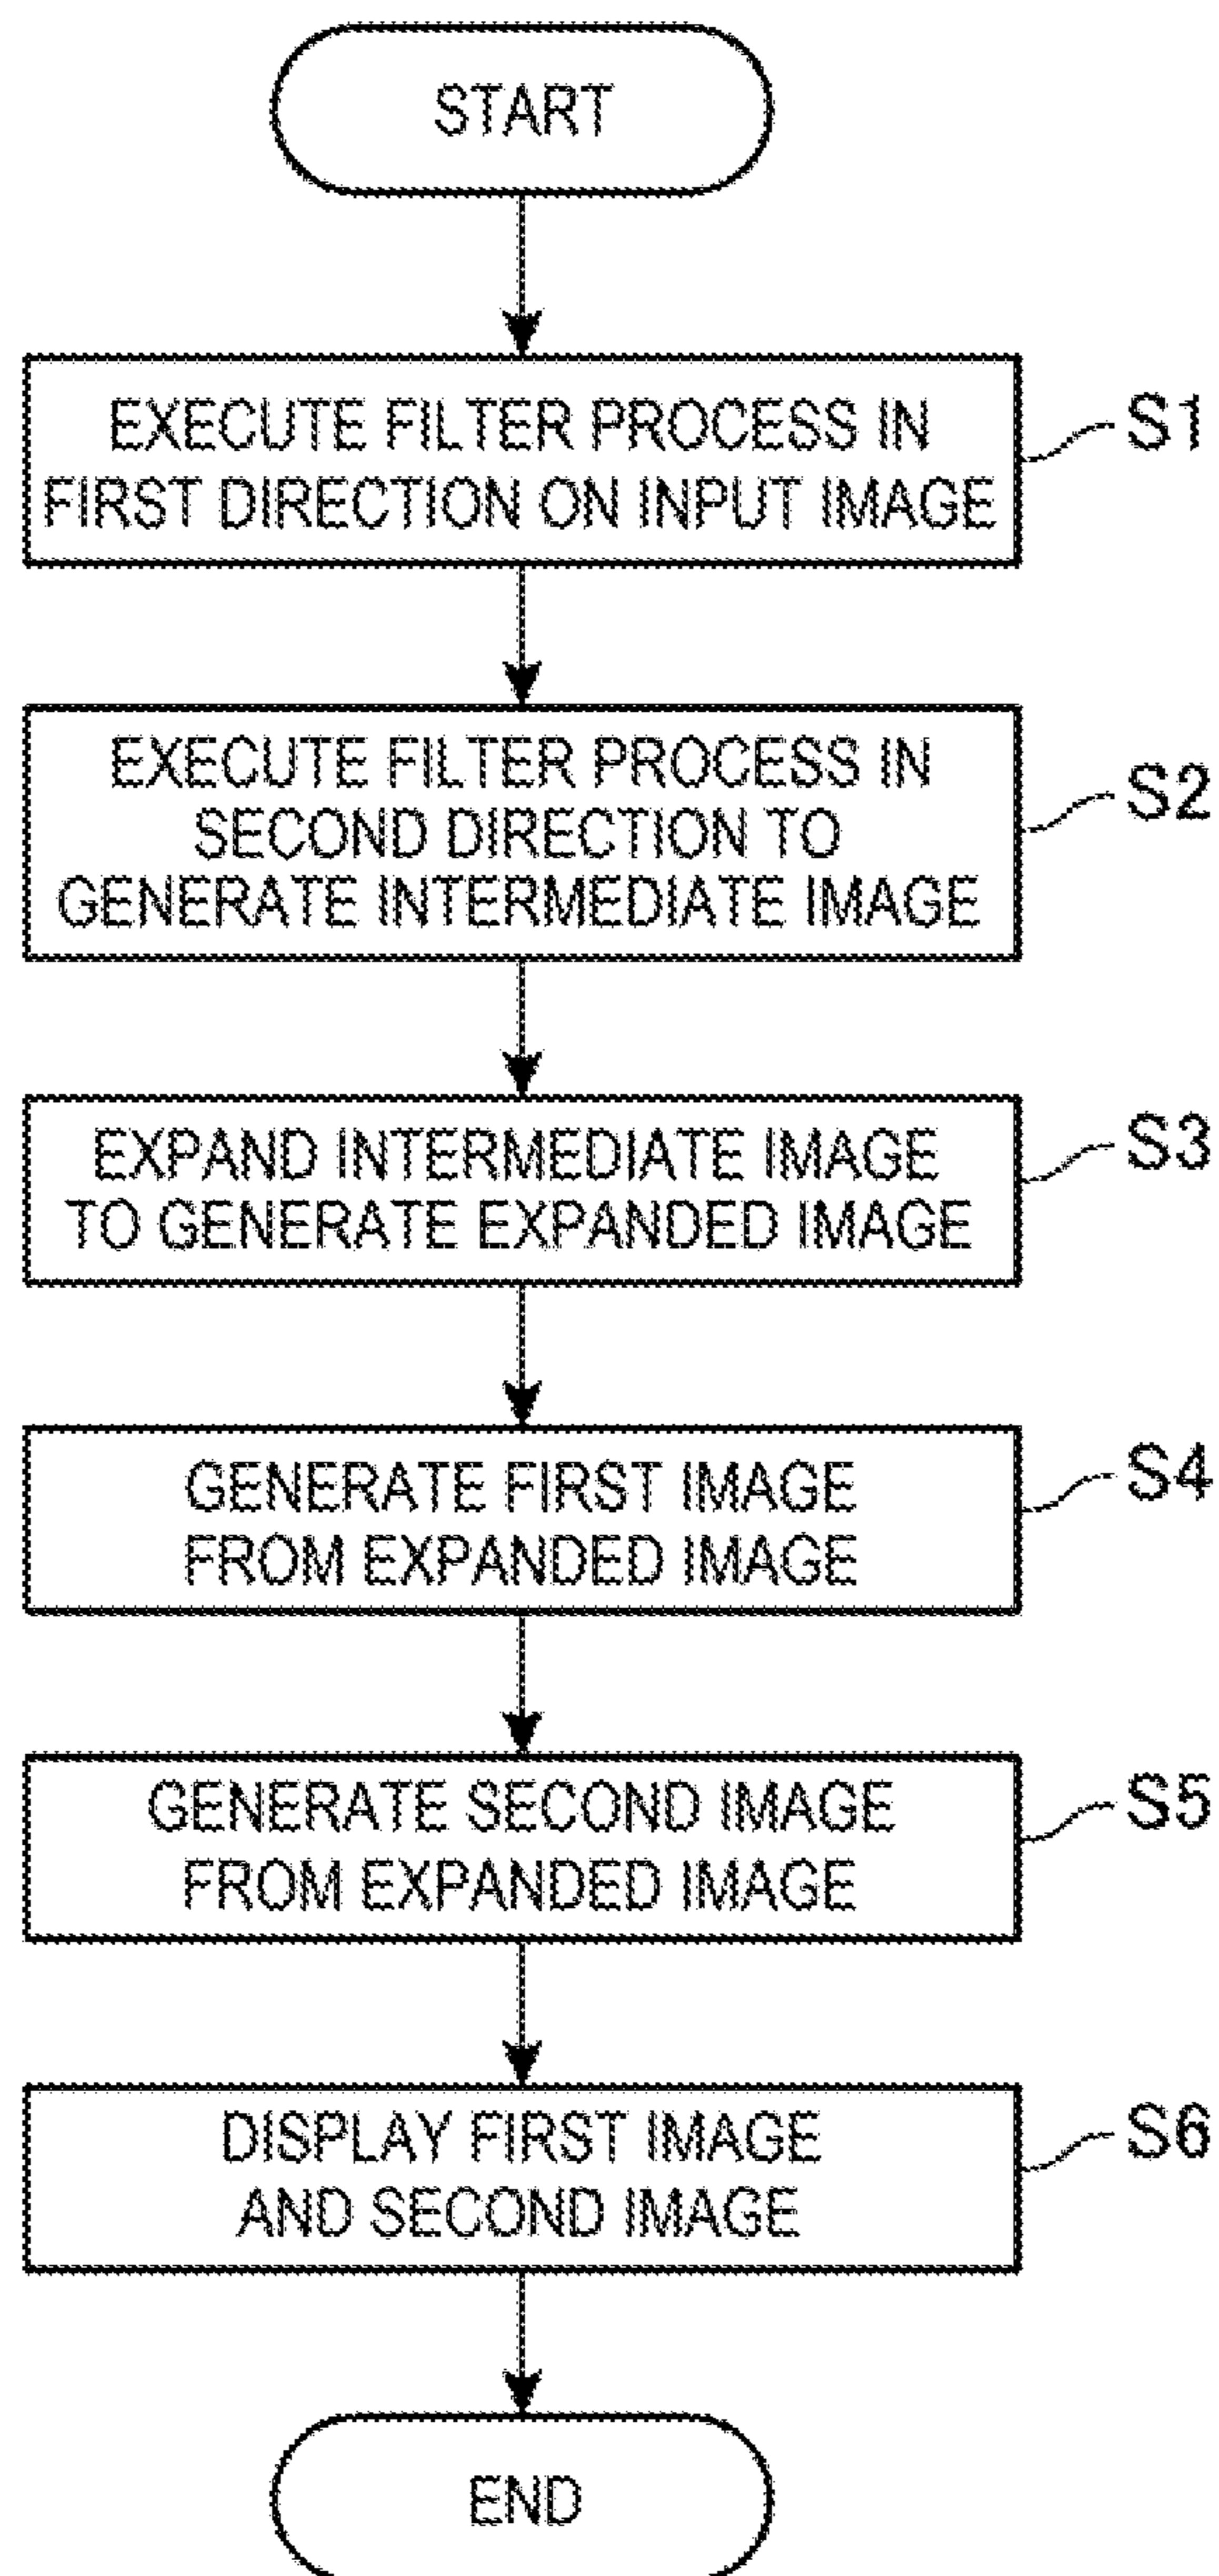 START
EXECUTE FILTER PROCESS IN
FIRST DIRECTION ON INPUT IMAGE
S1
EXECUTE FILTER PROCESS IN
SECOND DIRECTION TO
GENERATE INTERMEDIATE IMAGE
S2
EXPAND INTERMEDIATE IMAGE
TO GENERATE EXPANDED IMAGE
S3
GENERATE FIRST IMAGE
FROM EXPANDED IMAGE
S4
GENERATE SECOND IMAGE
FROM EXPANDED IMAGE
S5
DISPLAY FIRST IMAGE
AND SECOND IMAGE
S6
END